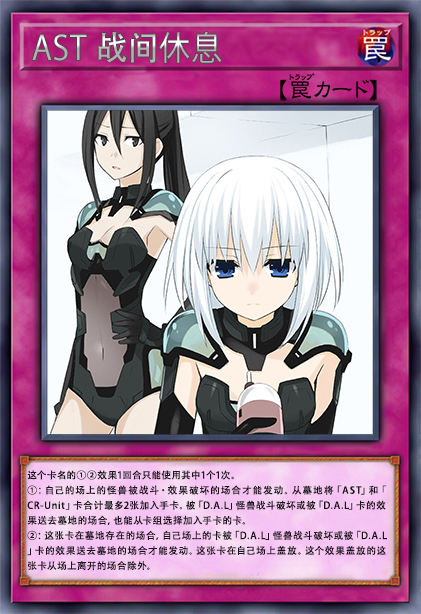 AST 战间休息
トラップ
罠
トラップ
【罠カード】
这个卡名的①②效果1回合只能使用其中1个1次。
①：自己的场上的怪兽被战斗·效果破坏的场合才能发动。从墓地将「AST」和「
CR-Unit」卡合计最多2张加入手卡。被「D.A.L」怪兽战斗破坏或被「D.A.L」卡的效
果送去墓地的场合，也能从卡组选择加入手卡的卡。
②：这张卡在墓地存在的场合，自己场上的卡被「D.A.L」怪兽战斗破坏或被「D.A.L
」卡的效果送去墓地的场合才能发动。这张卡在自己场上盖放。这个效果盖放的这
张卡从场上离开的场合除外。